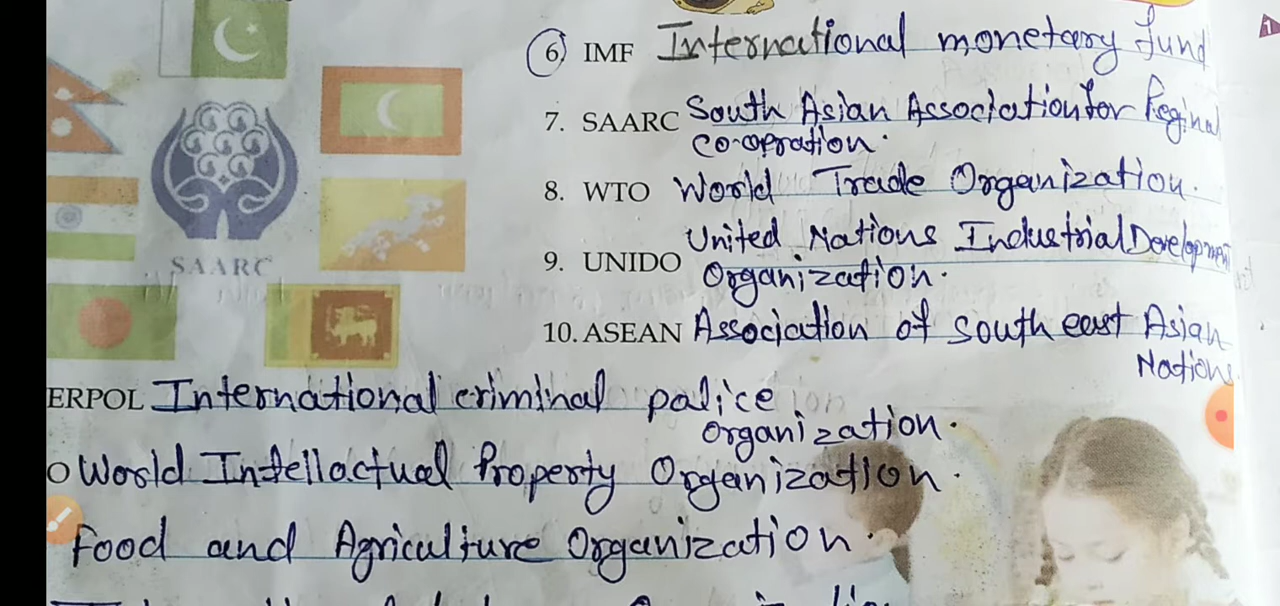 6. IMF International monetary fund
7. SAARC South Asian Association for Reginal
co-opration.
8. WTO World Trade Organization.
United Nations Industrial Development
9. UNIDO Organization.
SAARC
10. ASEAN Association of south east Asian
Nations
ERPOL International criminal palice
organization.
O World Intellactual Property Organization.
Food and Agriculture Organization.